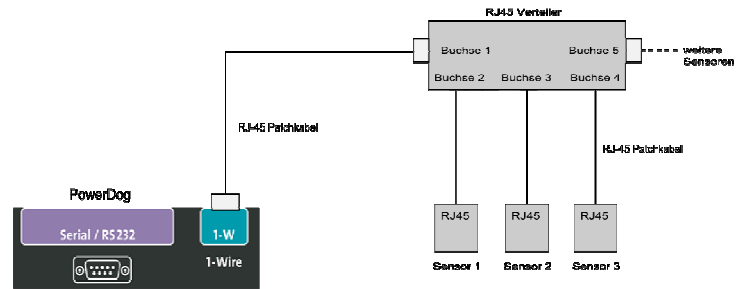 RJ45 Verteiler
Buchse 1
Buchse 5
weitere
Sensoren
Buchse 2
Buchse 3
Buchse 4
RJ-45 Patchkabel
RJ-45 Patchkabel
PowerDog
RJ45
RJ45
RJ45
Serial / RS232
1-W
1-Wire
Sensor 1
Sensor 2
Sensor 3